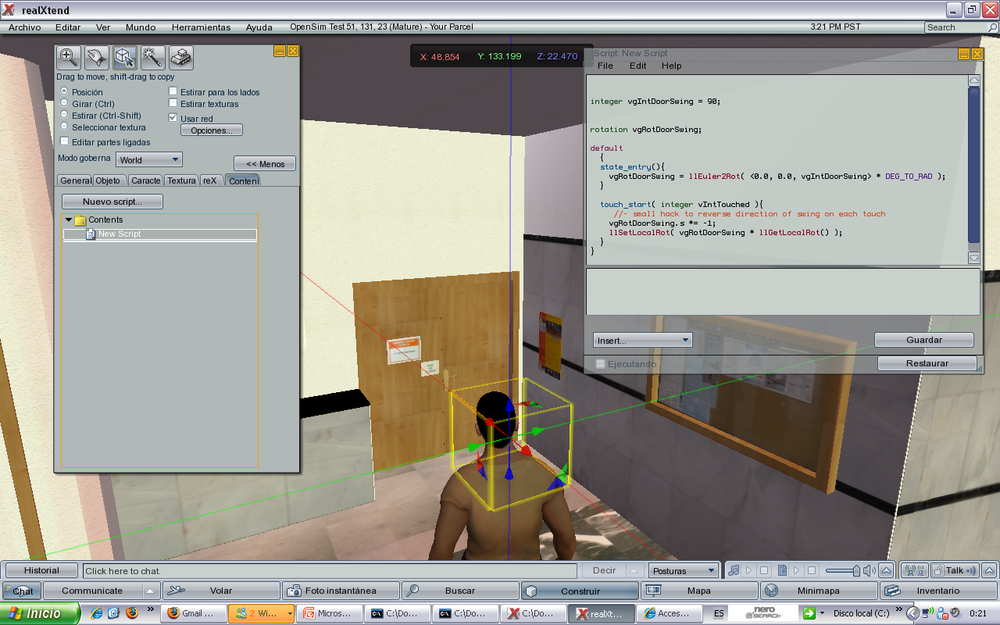 realXtend
Archivo Editar Ver Mundo Herramientas Ayuda OpenSim Test 51, 131, 23 (Mature) - Your Parcel 3:21 PM PST Search
X: 48.854 Y: 133.199 Z: 22.470
Drag to move, shift-drag to copy
Posición
Girar (Ctrl)
Estirar (Ctrl-Shift)
Seleccionar textura
Editar partes ligadas
Estirar para los lados
Estirar texturas
Usar red
Opciones...
Modo goberna World
<< Menos
General Objeto Caracte Textura reX Conteni
Nuevo script...
Contents
New Script
Script: New Script
File Edit Help
integer vgIntDoorSwing = 90;
rotation vgRotDoorSwing;
default
{
state_entry(){
vgRotDoorSwing = llEuler2Rot( <0.0, 0.0, vgIntDoorSwing> * DEG_TO_RAD );
}
touch_start( integer vIntTouched ){
//- small hack to reverse direction of swing on each touch
vgRotDoorSwing.s *= -1;
llSetLocalRot( vgRotDoorSwing * llGetLocalRot() );
}
}
Insert...
Guardar
Ejecutando
Restaurar
Historial Click here to chat. Decir Posturas Talk
Chat Communicate Volar Foto instantánea Buscar Construir Mapa Minimapa Inventario
Inicio » Gmail ... 2 Wi... Micros... C:\Do... C:\Do... C:\Do... realXt... Acces... ES nero SEARCH Disco local (C:) » 0:21